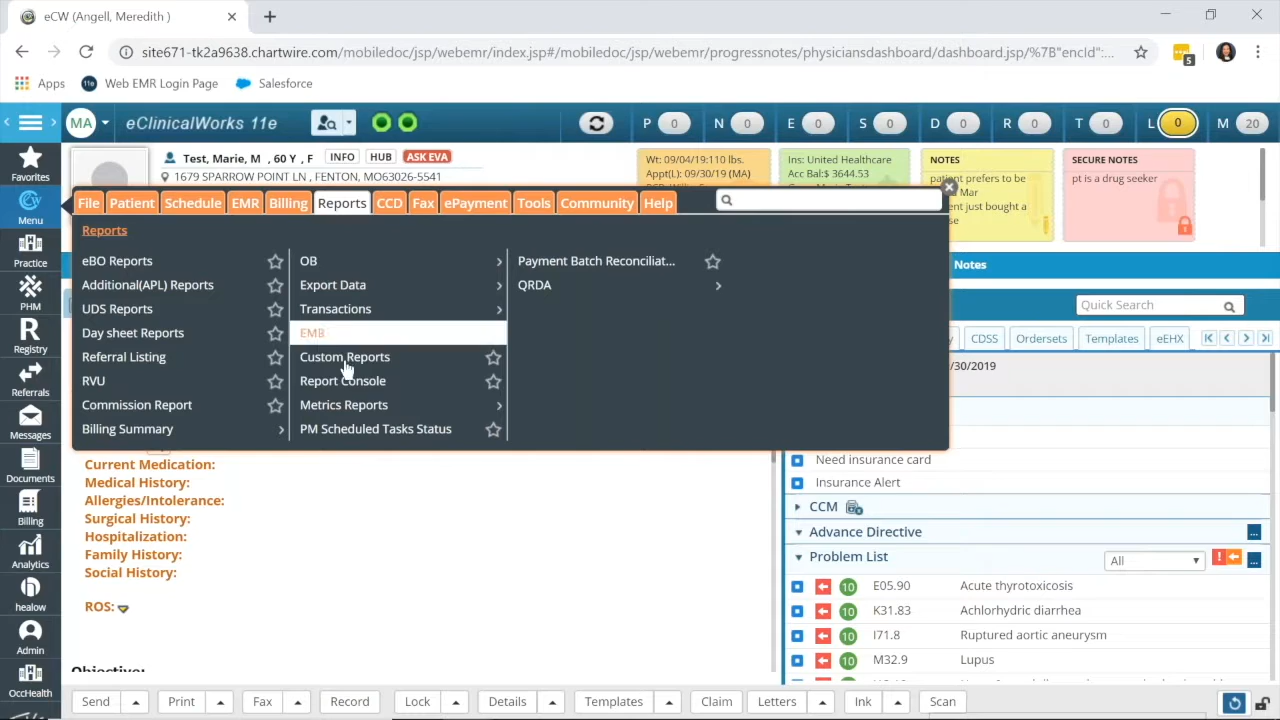 eCW (Angell, Meredith )
site671-tk2a9638.chartwire.com/mobiledoc/jsp/webemr/index.jsp#/mobiledoc/jsp/webemr/progressnotes/physiciansdashboard/dashboard.jsp/%7B"encId":...
5
Apps
Web EMR Login Page
Salesforce
MA
eClinicalWorks 11e
P 0
N 0
E 0
S 0
D 0
R 0
T 0
L 0
M 20
Favorites
Menu
Practice
PHM
Registry
Referrals
Messages
Documents
Billing
Analytics
healow
Admin
OccHealth
Test, Marie, M , 60 Y , F
INFO
HUB
ASK EVA
1679 SPARROW POINT LN , FENTON, MO63026-5541
Wt: 09/04/19:110 lbs.
Appt(L): 09/30/19 (MA)
Ins: United Healthcare
Acc Bal:$ 3644.53
NOTES
patient prefers to be
Mar
ent just bought a
se
SECURE NOTES
pt is a drug seeker
File
Patient
Schedule
EMR
Billing
Reports
CCD
Fax
ePayment
Tools
Community
Help
Reports
eBO Reports
Additional(APL) Reports
UDS Reports
Day sheet Reports
Referral Listing
RVU
Commission Report
Billing Summary
OB
Export Data
Transactions
EMB
Custom Reports
Report Console
Metrics Reports
PM Scheduled Tasks Status
Payment Batch Reconciliat...
QRDA
Notes
Quick Search
CDSS
Ordersets
Templates
eEHX
/30/2019
Current Medication:
Medical History:
Allergies/Intolerance:
Surgical History:
Hospitalization:
Family History:
Social History:
ROS:
Objective:
Need insurance card
Insurance Alert
CCM
Advance Directive
...
Problem List
All
...
10 E05.90 Acute thyrotoxicosis
10 K31.83 Achlorhydric diarrhea
10 I71.8 Ruptured aortic aneurysm
10 M32.9 Lupus
Send
Print
Fax
Record
Lock
Details
Templates
Claim
Letters
Ink
Scan